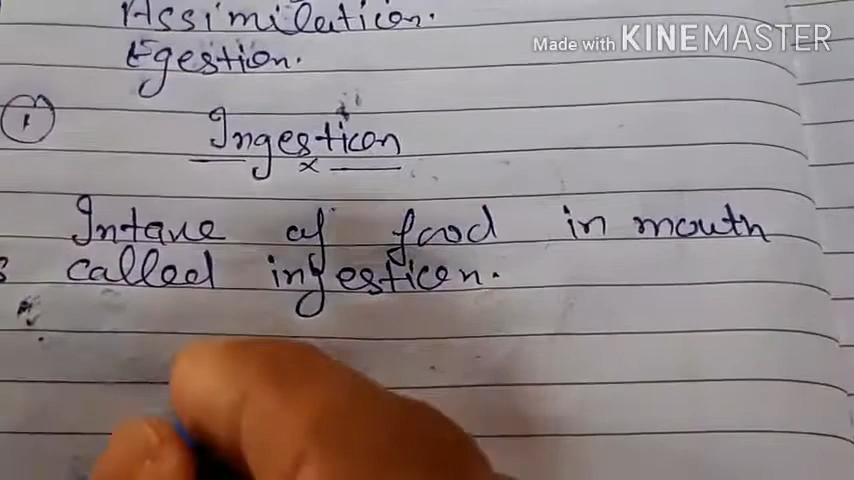 Assimilation.
Egestion.
Made with KINEMASTER
1
Ingestion
Intake of food in mouth
called ingestion.